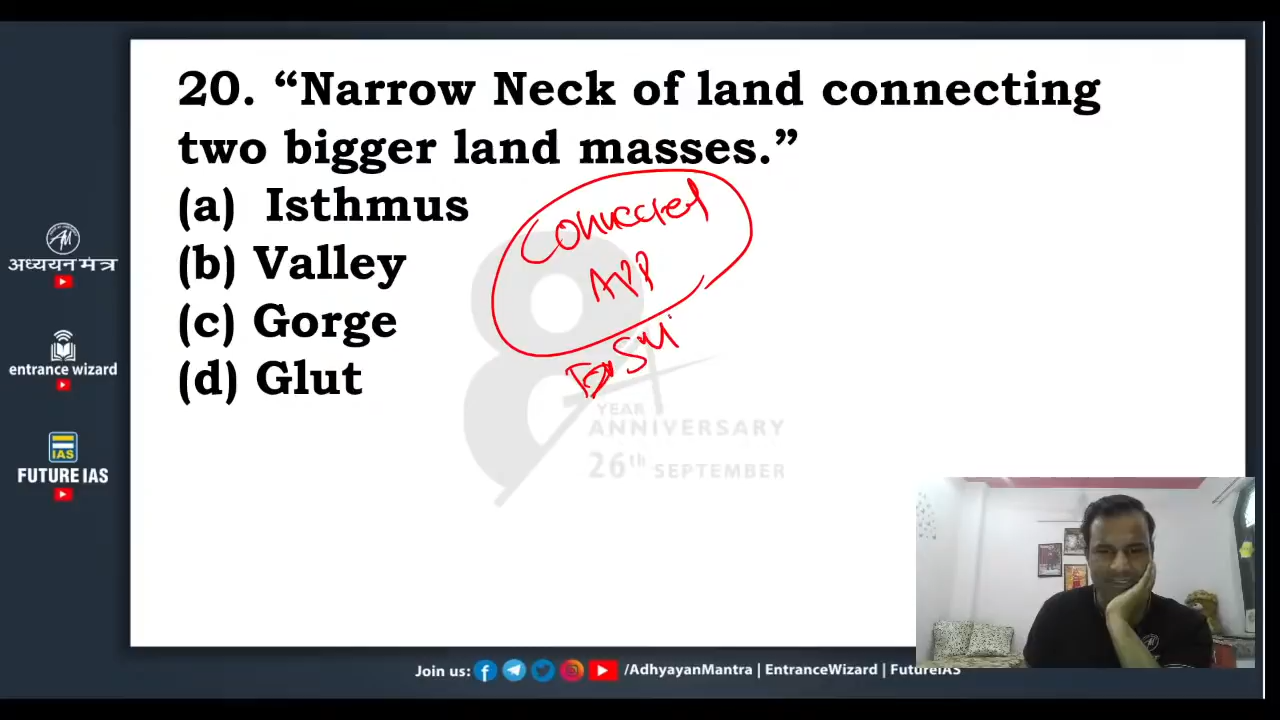 20. “Narrow Neck of land connecting
two bigger land masses.”
(a) Isthmus
(b) Valley
(c) Gorge
(d) Glut
Connected
APP
YEAR
ANNIVERSARY
26th SEPTEMBER
अध्ययन मंत्र
entrance wizard
IAS
FUTURE IAS
Join us: /AdhyayanMantra | EntranceWizard | FutureIAS